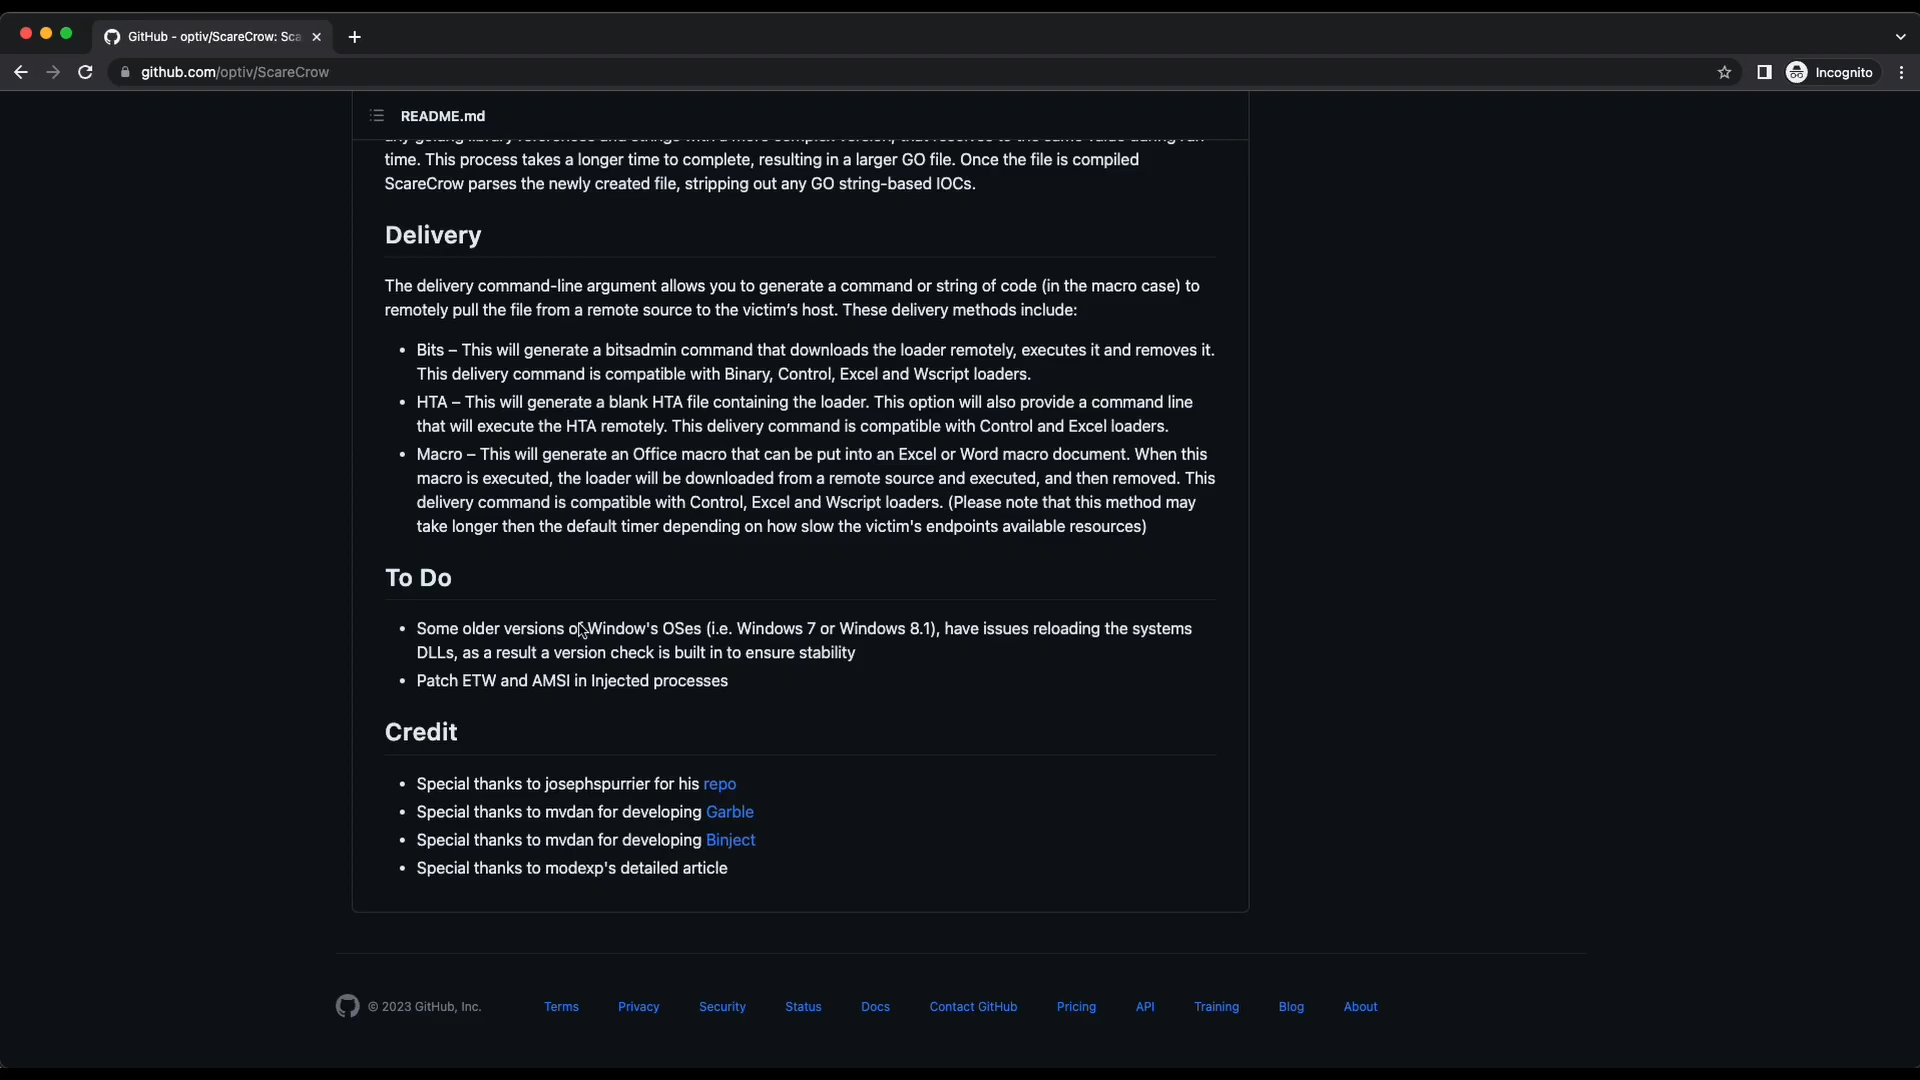 GitHub - optiv/ScareCrow: Sca
github.com/optiv/ScareCrow
Incognito
README.md
any golang library references and strings with a more complex version, that resolves to the same value during run
time. This process takes a longer time to complete, resulting in a larger GO file. Once the file is compiled
ScareCrow parses the newly created file, stripping out any GO string-based IOCs.
Delivery
The delivery command-line argument allows you to generate a command or string of code (in the macro case) to
remotely pull the file from a remote source to the victim’s host. These delivery methods include:
• Bits – This will generate a bitsadmin command that downloads the loader remotely, executes it and removes it.
This delivery command is compatible with Binary, Control, Excel and Wscript loaders.
• HTA – This will generate a blank HTA file containing the loader. This option will also provide a command line
that will execute the HTA remotely. This delivery command is compatible with Control and Excel loaders.
• Macro – This will generate an Office macro that can be put into an Excel or Word macro document. When this
macro is executed, the loader will be downloaded from a remote source and executed, and then removed. This
delivery command is compatible with Control, Excel and Wscript loaders. (Please note that this method may
take longer then the default timer depending on how slow the victim's endpoints available resources)
To Do
• Some older versions of Window's OSes (i.e. Windows 7 or Windows 8.1), have issues reloading the systems
DLLs, as a result a version check is built in to ensure stability
• Patch ETW and AMSI in Injected processes
Credit
• Special thanks to josephspurrier for his repo
• Special thanks to mvdan for developing Garble
• Special thanks to mvdan for developing Binject
• Special thanks to modexp's detailed article
© 2023 GitHub, Inc.
Terms
Privacy
Security
Status
Docs
Contact GitHub
Pricing
API
Training
Blog
About